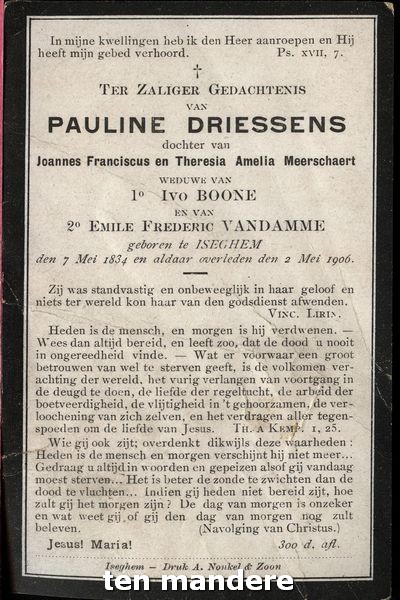 In mijne kwellingen heb ik den Heer aanroepen en Hij
heeft mijn gebed verhoord. Ps. XVII, 7.
†
TER ZALIGER GEDACHTENIS
VAN
PAULINE DRIESSENS
dochter van
Joannes Franciscus en Theresia Amelia Meerschaert
WEDUWE VAN
1º IVO BOONE
EN VAN
2º EMILE FREDERIC VANDAMME
geboren te ISEGHEM
den 7 Mei 1834 en aldaar overleden den 2 Mei 1906.
Zij was standvastig en onbeweeglijk in haar geloof en
niets ter wereld kon haar van den godsdienst afwenden.
VINC. LIRIN.
Heden is de mensch, en morgen is hij verdwenen. —
Wees dan altijd bereid, en leeft zoo, dat de dood u nooit
in ongereedheid vinde. — Wat er voorwaar een groot
betrouwen van wel te sterven geeft, is de volkomen ver-
achting der wereld, het vurig verlangen van voortgang in
de deugd te doen, de liefde der regeltucht, de arbeid der
boetveerdigheid, de vlijtigheid in 't gehoorzamen, de ver-
loochening van zich zelven, en het verdragen aller tegen-
spoeden om de liefde van Jesus. TH. A KEMP. I, 25.
Wie gij ook zijt; overdenkt dikwijls deze waarheden:
Heden is de mensch en morgen verschijnt hij niet meer...
Gedraag u altijd in woorden en gepeizen alsof gij vandaag
moest sterven... Het is beter de zonde te zwichten dan de
dood te vluchten... Indien gij heden niet bereid zijt, hoe
zult gij het morgen zijn? De dag van morgen is onzeker
en wat weet gij of gij den dag van morgen nog zult
beleven. (Navolging van Christus.)
Jesus! Maria! 300 d. afl.
Iseghem — Druk A. Nonkel & Zoon
ten mandere